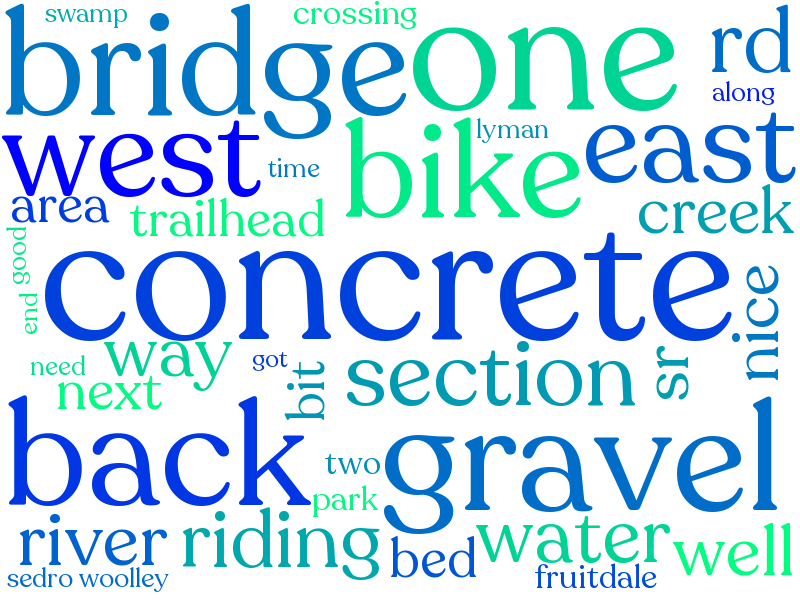 swamp
crossing
bridge
one
rd
along
west
time
bike
lyman
east
area
trailhead
creek
good
concrete
end
nice
need
way
got
bit
section
sr
next
back
two
gravel
park
river
riding
bed
water
well
sedro woolley
fruitdale